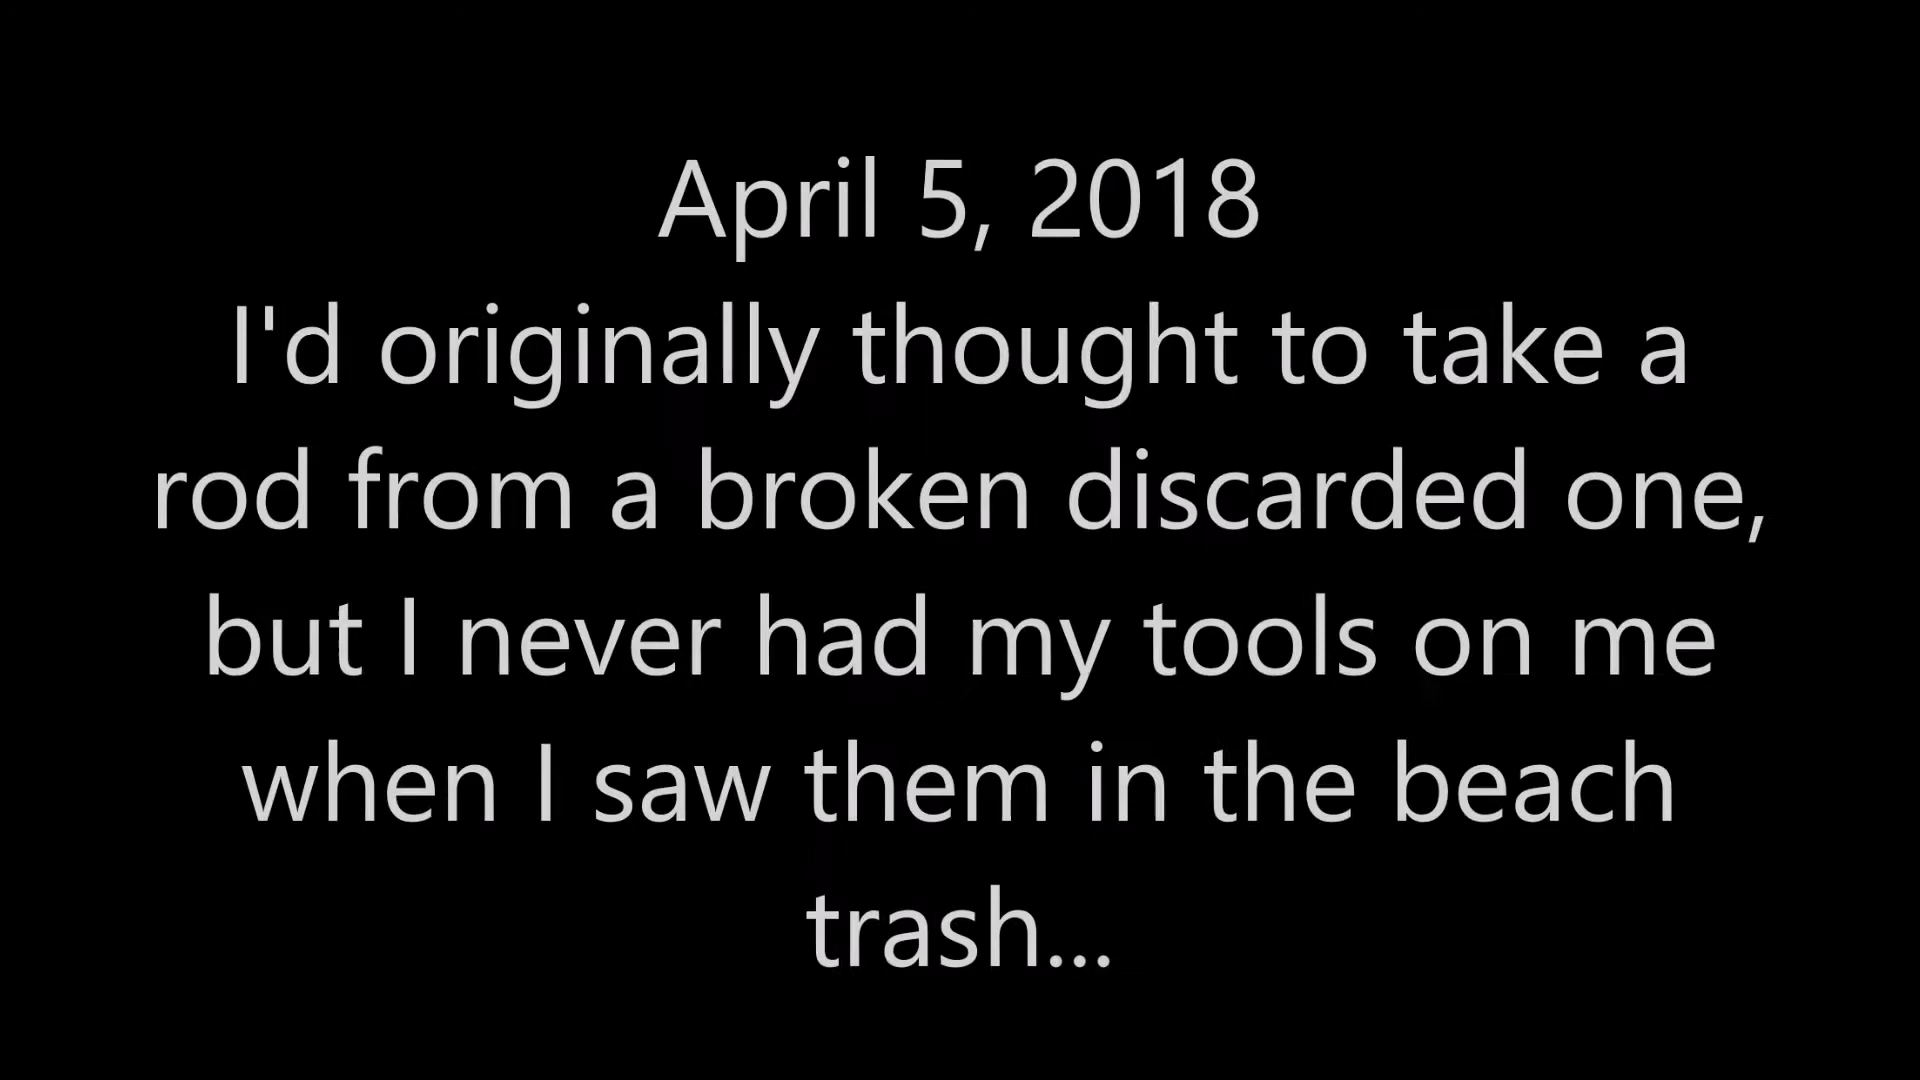 April 5, 2018
I'd originally thought to take a
rod from a broken discarded one,
but I never had my tools on me
when I saw them in the beach
trash...